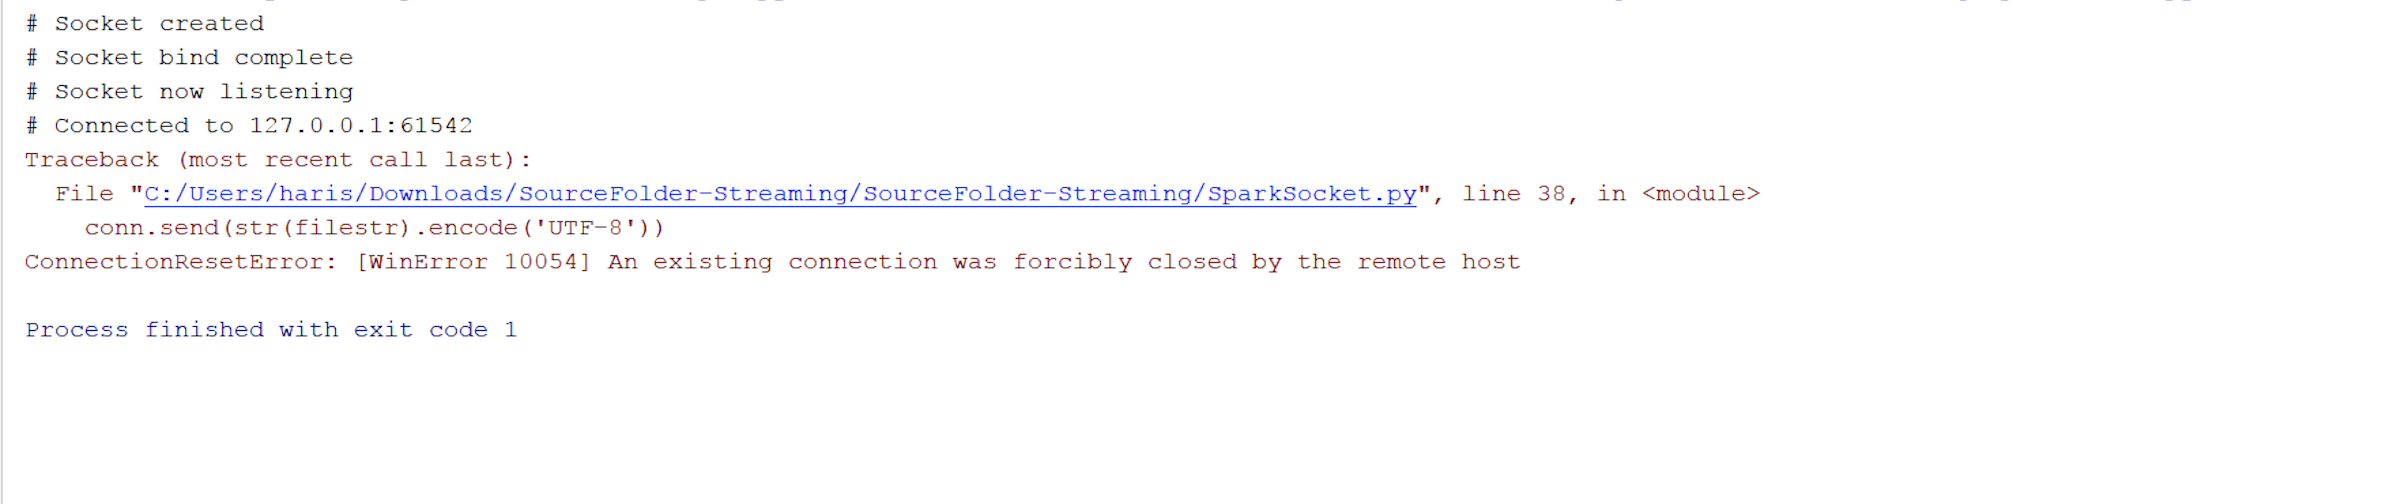 # Socket created
# Socket bind complete
# Socket now listening
# Connected to 127.0.0.1:61542
Traceback (most recent call last):
  File "C:/Users/haris/Downloads/SourceFolder-Streaming/SourceFolder-Streaming/SparkSocket.py", line 38, in <module>
    conn.send(str(filestr).encode('UTF-8'))
ConnectionResetError: [WinError 10054] An existing connection was forcibly closed by the remote host
Process finished with exit code 1